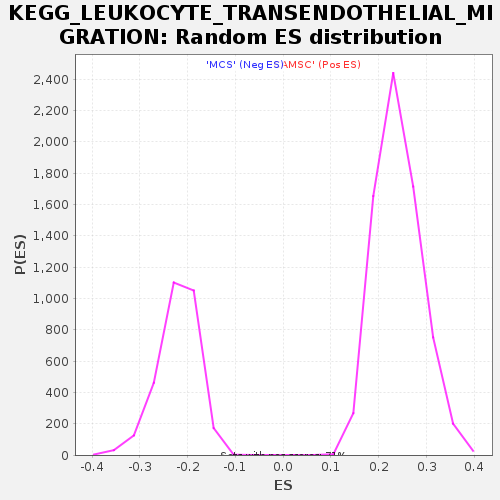 KEGG_LEUKOCYTE_TRANSENDOTHELIAL_MI
GRATION: Random ES distribution
'MCS' (Neg ES) AMSC' (Pos ES)
2,400
2,200
2,000
1,800
1,600
1,400
1,200
1,000
800
600
400
200
0
P(ES)
-0.4 -0.3 -0.2 -0.1 0.0 0.1 0.2 0.3 0.4
ES